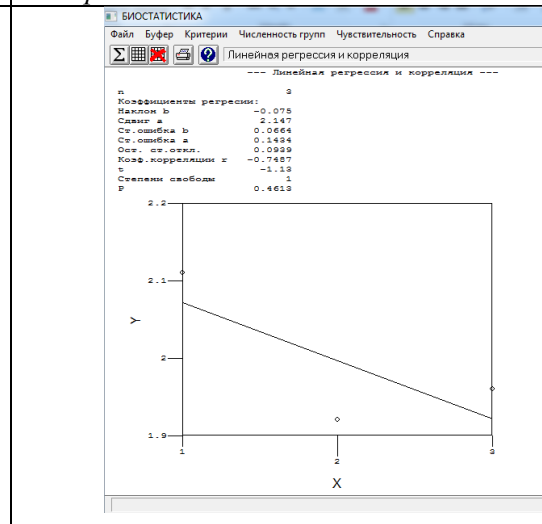 БИОСТАТИСТИКА
Файл Буфер Критерии Численность групп Чувствительность Справка
Линейная регрессия и корреляция
--- Линейная регрессия и корреляция ---
n 3
Коэффициенты регресии:
Наклон b -0.075
Сдвиг a 2.147
Ст.ошибка b 0.0664
Ст.ошибка a 0.1434
Ост. ст.откл. 0.0939
Коэф.корреляции r -0.7487
t -1.13
Степени свободы 1
P 0.4613
2.2
2.1
Y
2
1.9
1 2 3
X